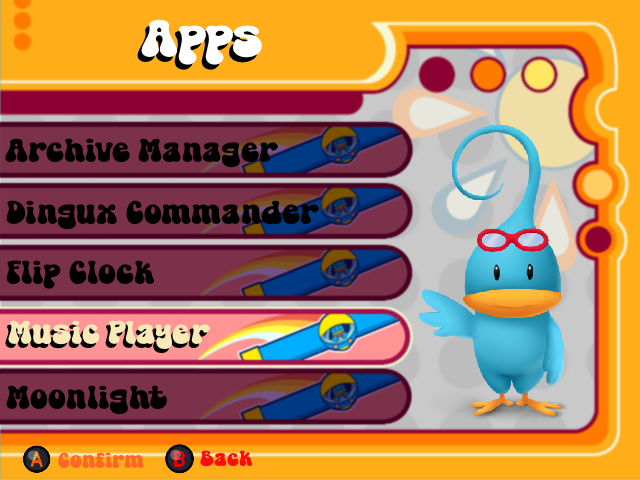 Apps
Archive Manager
Dingux Commander
Flip Clock
Music Player
Moonlight
A Confirm B Back